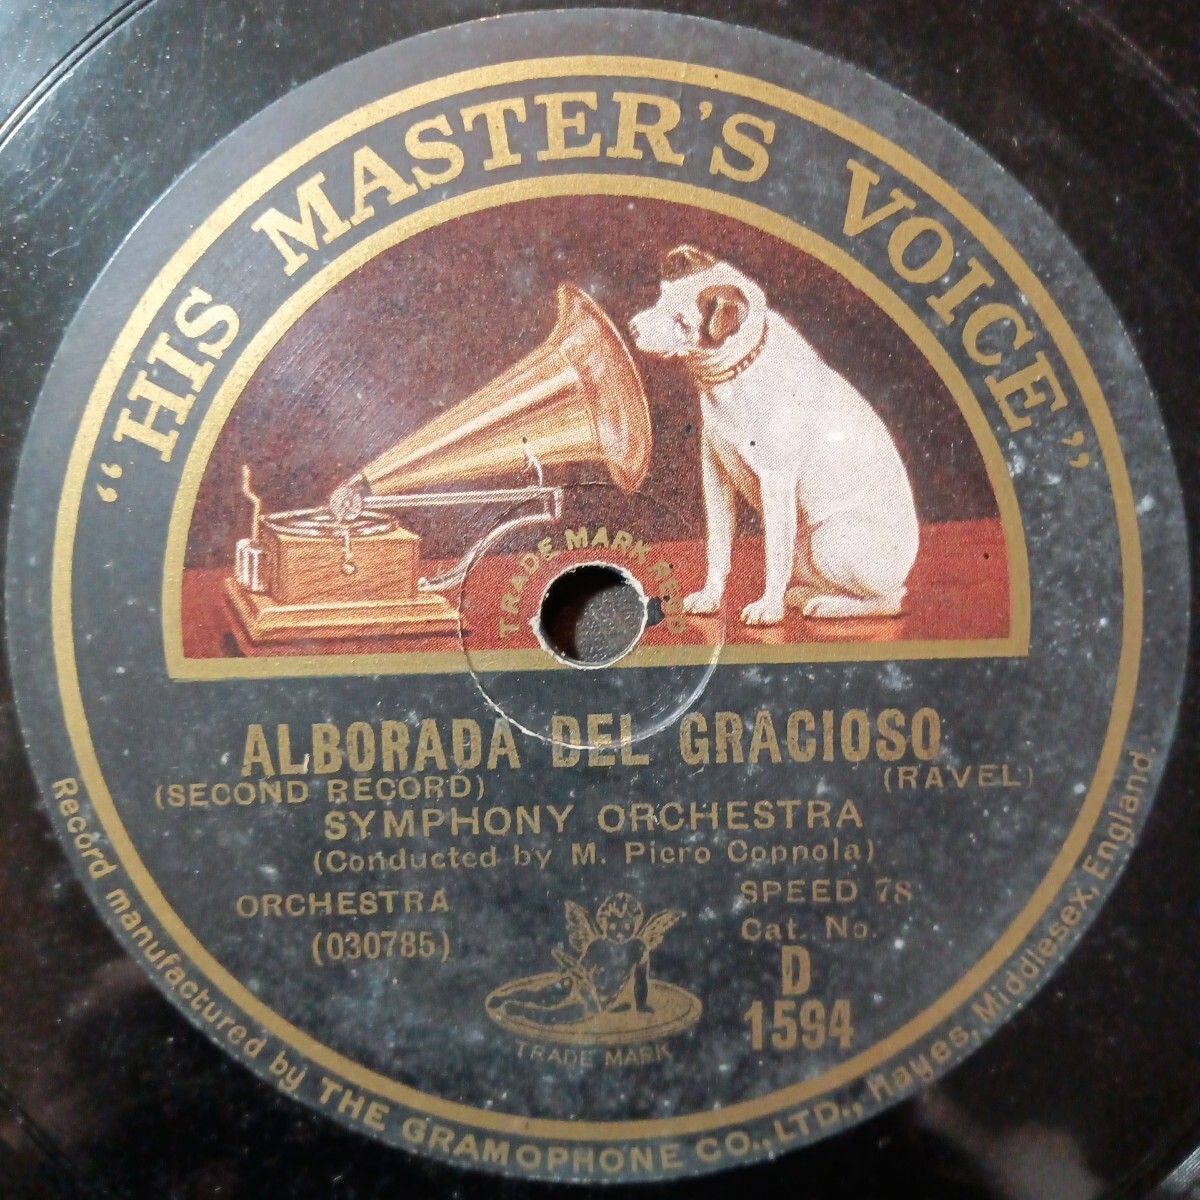 “HIS MASTER'S VOICE”
TRADE MARK REGD
ALBORADA DEL GRACIOSO
(SECOND RECORD) (RAVEL)
SYMPHONY ORCHESTRA
(Conducted by M. Piero Coppola)
ORCHESTRA SPEED 78
(030785) Cat. No.
D
1594
TRADE MARK
Record manufactured by THE GRAMOPHONE CO., LTD., Hayes, Middlesex, England.